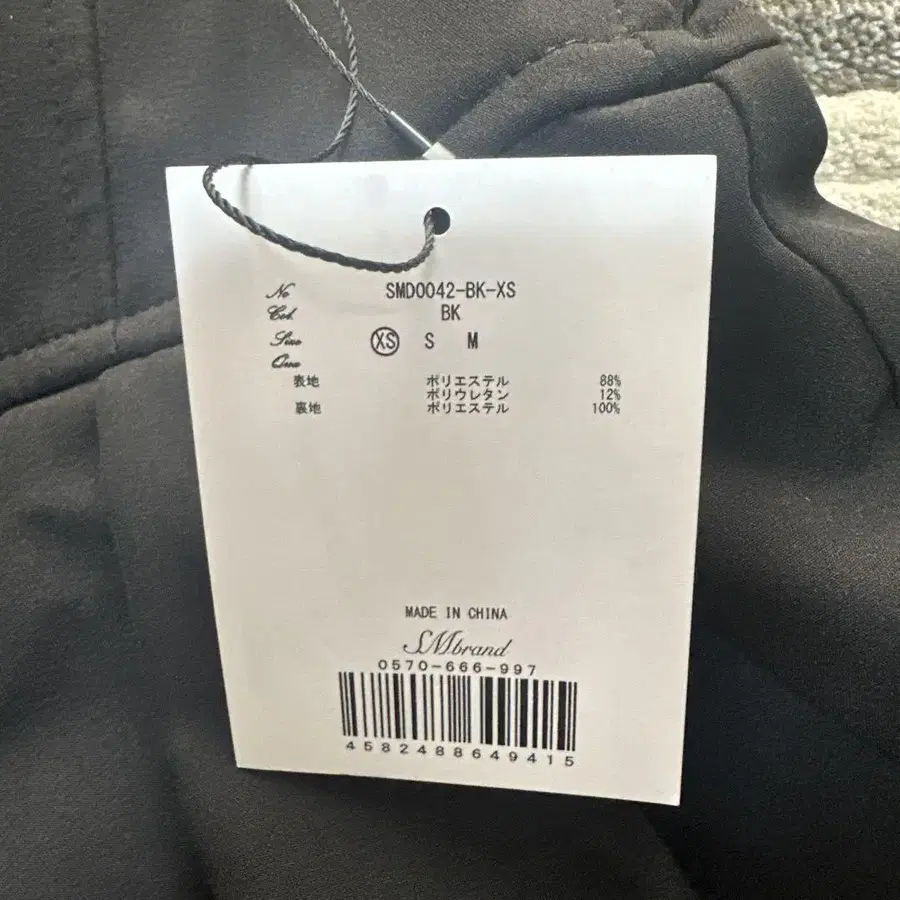 No SMD0042-BK-XS
Col. BK
Size XS S M
Qua
表地 ポリエステル 88%
ポリウレタン 12%
裏地 ポリエステル 100%
MADE IN CHINA
SMbrand
0570-666-997
4582488649415